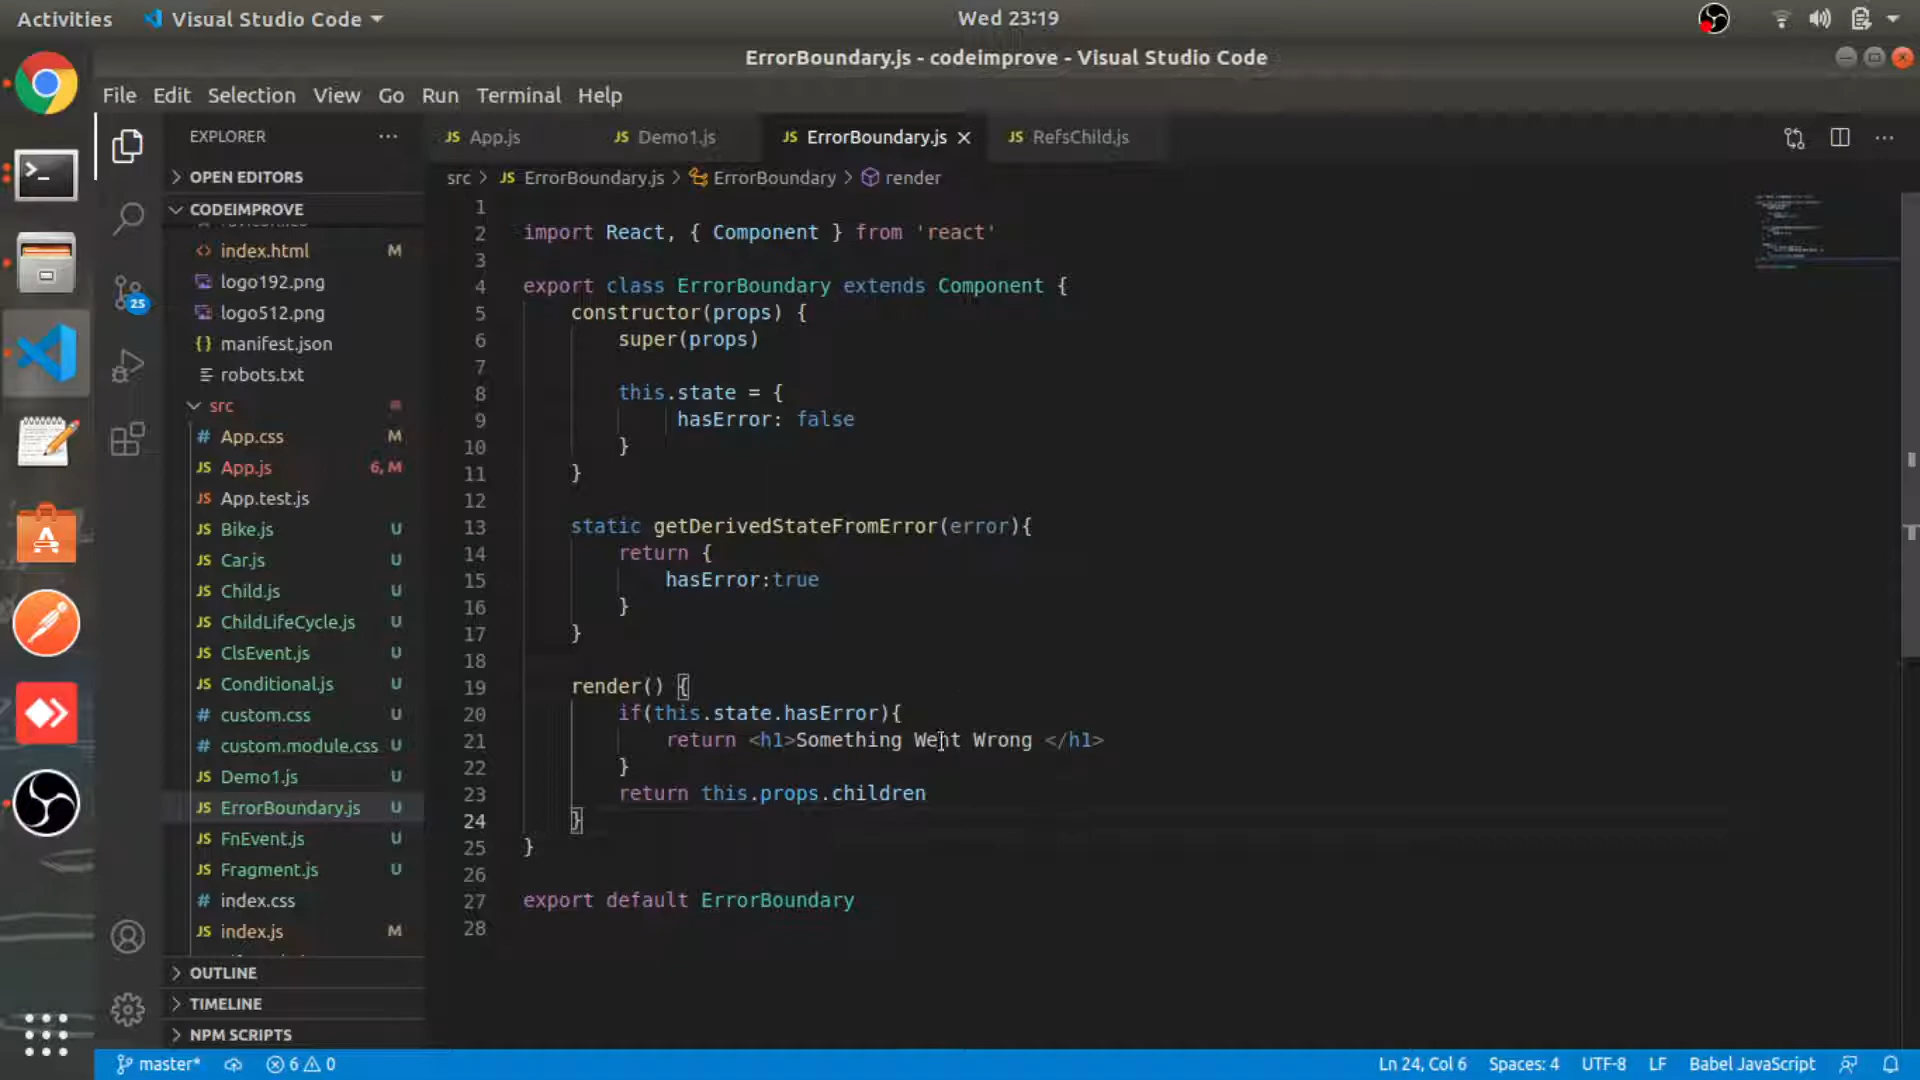 Activities
Visual Studio Code
Wed 23:19
ErrorBoundary.js - codeimprove - Visual Studio Code
File Edit Selection View Go Run Terminal Help
EXPLORER
JS App.js
JS Demo1.js
JS ErrorBoundary.js
JS RefsChild.js
OPEN EDITORS
src > JS ErrorBoundary.js > ErrorBoundary > render
CODEIMPROVE
index.html M
logo192.png
logo512.png
{} manifest.json
robots.txt
src
# App.css M
JS App.js 6, M
JS App.test.js
JS Bike.js U
JS Car.js U
JS Child.js U
JS ChildLifeCycle.js U
JS ClsEvent.js U
JS Conditional.js U
# custom.css U
# custom.module.css U
JS Demo1.js U
JS ErrorBoundary.js U
JS FnEvent.js U
JS Fragment.js U
# index.css
JS index.js M
OUTLINE
TIMELINE
NPM SCRIPTS
25
1
2 import React, { Component } from 'react'
3
4 export class ErrorBoundary extends Component {
5 constructor(props) {
6 super(props)
7
8 this.state = {
9 hasError: false
10 }
11 }
12
13 static getDerivedStateFromError(error){
14 return {
15 hasError:true
16 }
17 }
18
19 render() {
20 if(this.state.hasError){
21 return <h1>Something Went Wrong </h1>
22 }
23 return this.props.children
24 }
25 }
26
27 export default ErrorBoundary
28
master* 6 0
Ln 24, Col 6 Spaces: 4 UTF-8 LF Babel JavaScript